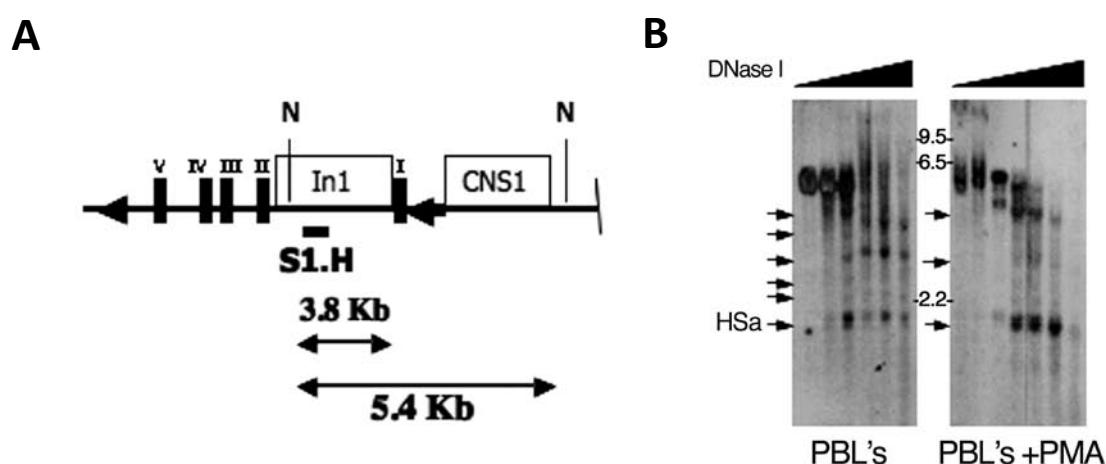 A
N
N
V
IV
III
II
I
In1
CNS1
S1.H
3.8 Kb
5.4 Kb
B
DNase I
-9.5-
6.5
-2.2-
HSa
PBL's
PBL's +PMA